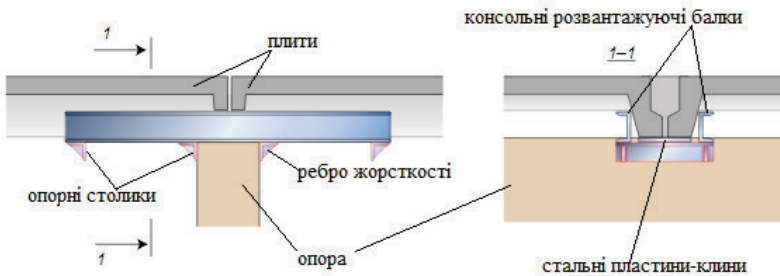 1
плити
опорні столики
ребро жорсткості
опора
1
консольні розвантажуючі балки
1–1
стальні пластини-клини